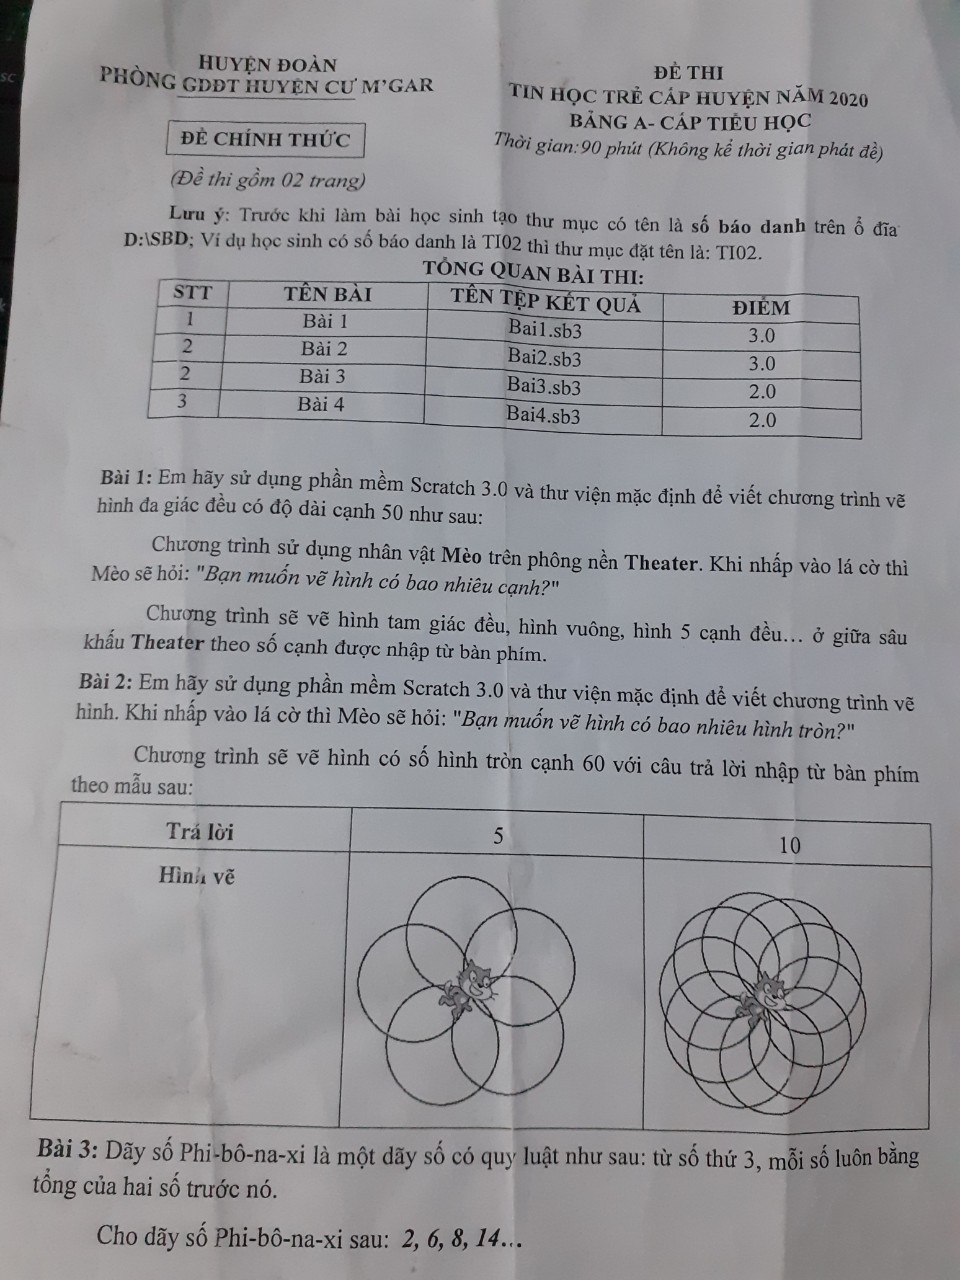 HUYỆN ĐOÀN
PHÒNG GDĐT HUYỆN CƯ M'GAR
ĐỀ CHÍNH THỨC
(Đề thi gồm 02 trang)
ĐỀ THI
TIN HỌC TRẺ CẤP HUYỆN NĂM 2020
BẢNG A- CẤP TIỂU HỌC
Thời gian:90 phút (Không kể thời gian phát đề)
Lưu ý: Trước khi làm bài học sinh tạo thư mục có tên là số báo danh trên ổ đĩa
D:\SBD; Ví dụ học sinh có số báo danh là TI02 thì thư mục đặt tên là: TI02.
TỔNG QUAN BÀI THI:
STT TÊN BÀI TÊN TỆP KẾT QUẢ ĐIỂM
1 Bài 1 Bai1.sb3 3.0
2 Bài 2 Bai2.sb3 3.0
2 Bài 3 Bai3.sb3 2.0
3 Bài 4 Bai4.sb3 2.0
Bài 1: Em hãy sử dụng phần mềm Scratch 3.0 và thư viện mặc định để viết chương trình vẽ
hình đa giác đều có độ dài cạnh 50 như sau:
Chương trình sử dụng nhân vật Mèo trên phông nền Theater. Khi nhấp vào lá cờ thì
Mèo sẽ hỏi: "Bạn muốn vẽ hình có bao nhiêu cạnh?"
Chương trình sẽ vẽ hình tam giác đều, hình vuông, hình 5 cạnh đều... ở giữa sâu
khấu Theater theo số cạnh được nhập từ bàn phím.
Bài 2: Em hãy sử dụng phần mềm Scratch 3.0 và thư viện mặc định để viết chương trình vẽ
hình. Khi nhấp vào lá cờ thì Mèo sẽ hỏi: "Bạn muốn vẽ hình có bao nhiêu hình tròn?"
Chương trình sẽ vẽ hình có số hình tròn cạnh 60 với câu trả lời nhập từ bàn phím
theo mẫu sau:
Trả lời 5 10
Hình vẽ
Bài 3: Dãy số Phi-bô-na-xi là một dãy số có quy luật như sau: từ số thứ 3, mỗi số luôn bằng
tổng của hai số trước nó.
Cho dãy số Phi-bô-na-xi sau: 2, 6, 8, 14...